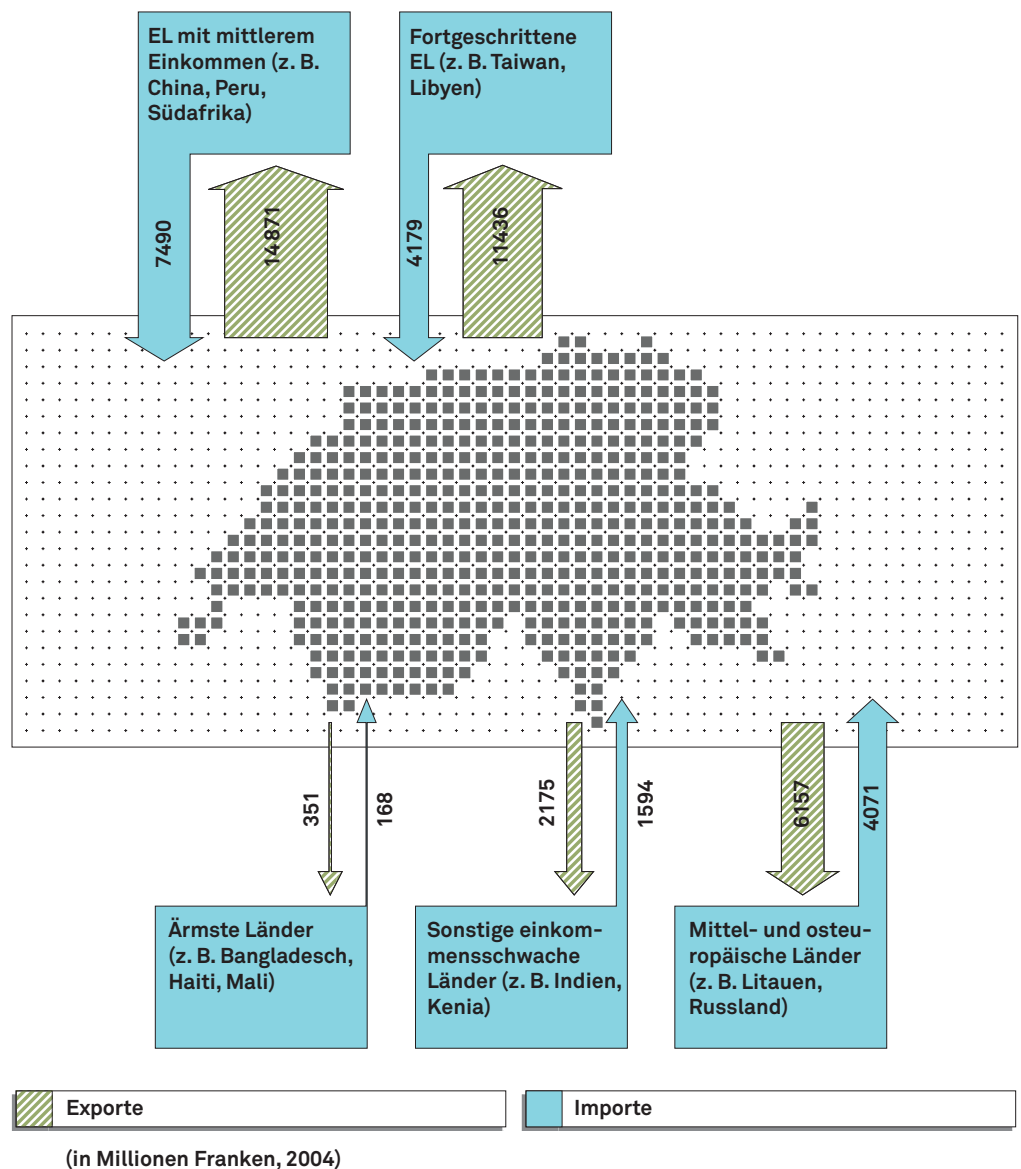 EL mit mittlerem
Einkommen (z. B.
China, Peru,
Südafrika)
Fortgeschrittene
EL (z. B. Taiwan,
Libyen)
7490
14 871
4179
11436
351
168
2175
1594
6157
4071
Ärmste Länder
(z. B. Bangladesch,
Haiti, Mali)
Sonstige einkom-
mensschwache
Länder (z. B. Indien,
Kenia)
Mittel- und osteu-
ropäische Länder
(z. B. Litauen,
Russland)
Exporte
Importe
(in Millionen Franken, 2004)